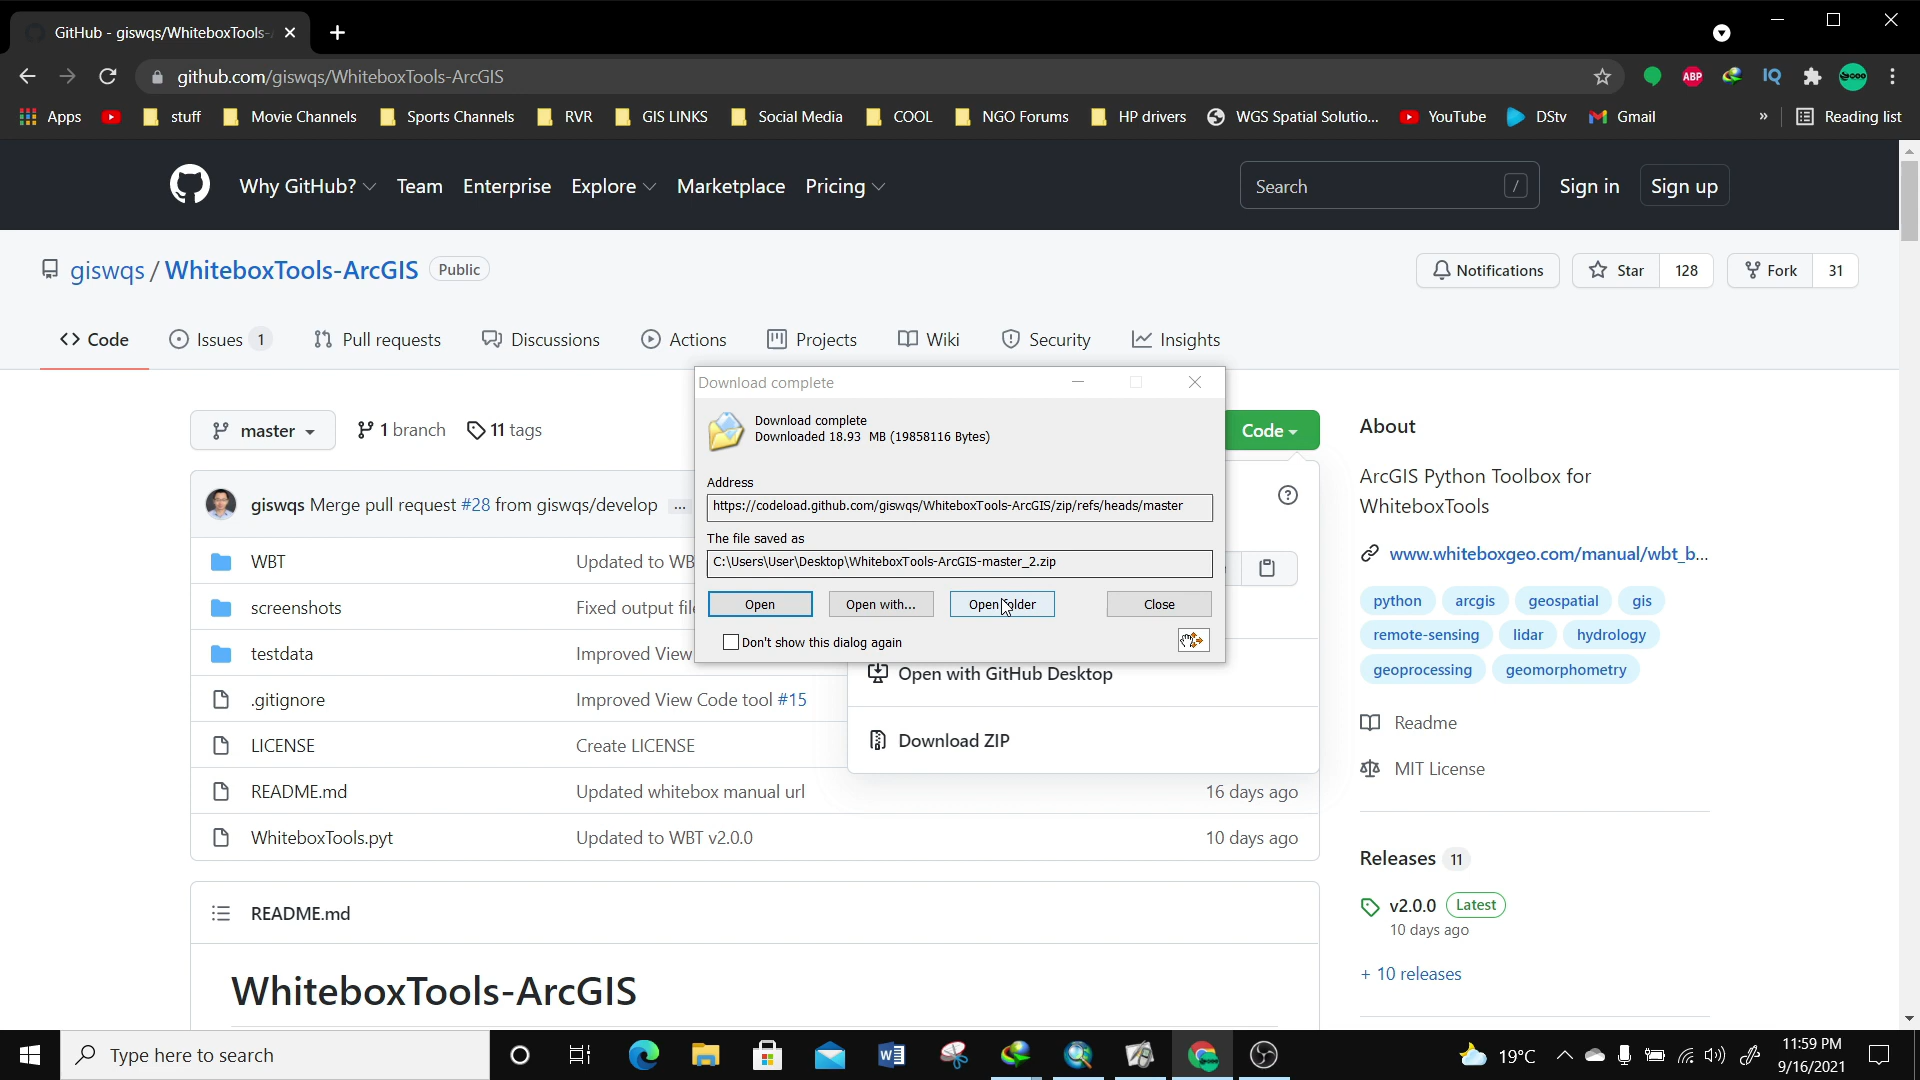 GitHub - giswqs/WhiteboxTools-
github.com/giswqs/WhiteboxTools-ArcGIS
ABP
IQ
Apps
stuff
Movie Channels
Sports Channels
RVR
GIS LINKS
Social Media
COOL
NGO Forums
HP drivers
WGS Spatial Solutio...
YouTube
DStv
Gmail
»
Reading list
Why GitHub?
Team
Enterprise
Explore
Marketplace
Pricing
Search
/
Sign in
Sign up
giswqs / WhiteboxTools-ArcGIS
Public
Notifications
Star
128
Fork
31
Code
Issues 1
Pull requests
Discussions
Actions
Projects
Wiki
Security
Insights
master
1 branch
11 tags
Code
giswqs Merge pull request #28 from giswqs/develop ...
WBT
Updated to WB
screenshots
Fixed output fil
testdata
Improved View
.gitignore
Improved View Code tool #15
LICENSE
Create LICENSE
README.md
Updated whitebox manual url
16 days ago
WhiteboxTools.pyt
Updated to WBT v2.0.0
10 days ago
Download complete
Download complete
Downloaded 18.93 MB (19858116 Bytes)
Address
https://codeload.github.com/giswqs/WhiteboxTools-ArcGIS/zip/refs/heads/master
The file saved as
C:\Users\User\Desktop\WhiteboxTools-ArcGIS-master_2.zip
Open
Open with...
Open folder
Close
Don't show this dialog again
Open with GitHub Desktop
Download ZIP
About
ArcGIS Python Toolbox for
WhiteboxTools
www.whiteboxgeo.com/manual/wbt_b...
python
arcgis
geospatial
gis
remote-sensing
lidar
hydrology
geoprocessing
geomorphometry
Readme
MIT License
Releases 11
v2.0.0
Latest
10 days ago
+ 10 releases
README.md
WhiteboxTools-ArcGIS
Type here to search
19°C
11:59 PM
9/16/2021